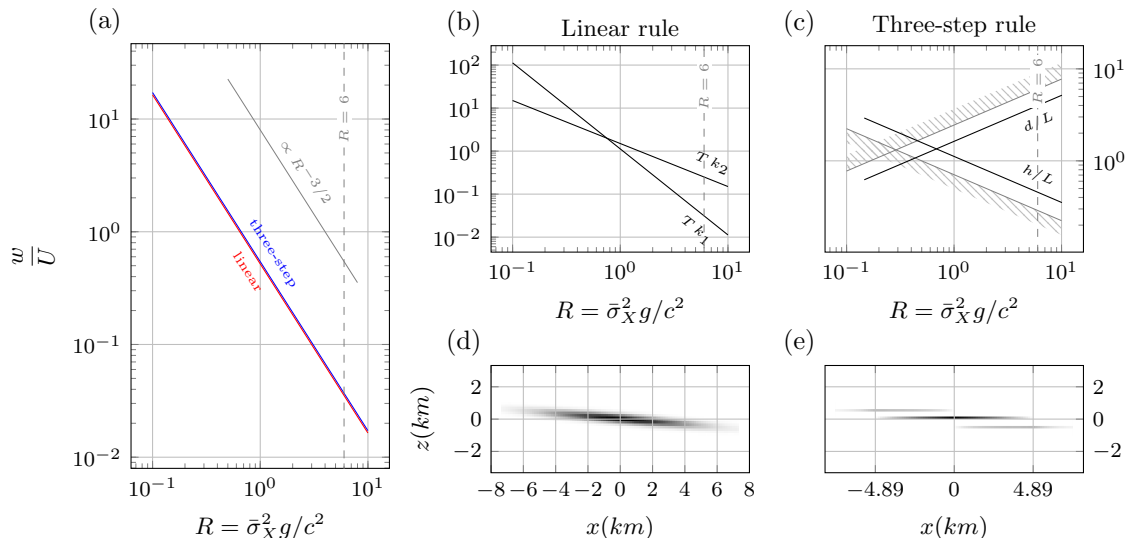 (a)
10^1
10^0
10^−1
10^−2
10^−1
10^0
10^1
w/U
R = σ̄_X^2 g/c^2
R = 6
∝ R^−3/2
three-step
linear
(b)
Linear rule
10^2
10^1
10^0
10^−1
10^−2
10^−1
10^0
10^1
R = σ̄_X^2 g/c^2
R = 6
T k_2
T k_1
(c)
Three-step rule
10^1
10^0
10^−1
10^0
10^1
R = σ̄_X^2 g/c^2
R = 6
d/L
h/L
(d)
z(km)
2
0
−2
−8 −6 −4 −2 0 2 4 6 8
x(km)
(e)
2
0
−2
−4.89 0 4.89
x(km)